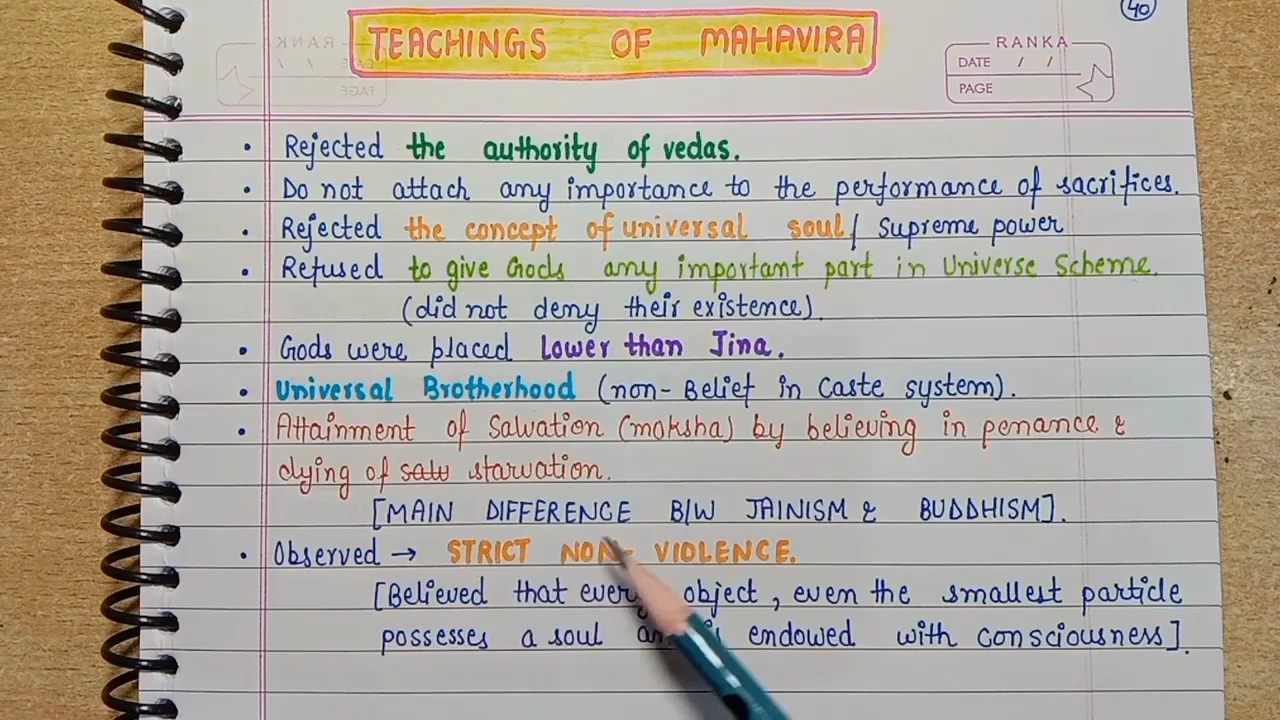 40
TEACHINGS OF MAHAVIRA
RANKA
DATE / /
PAGE
• Rejected the authority of vedas.
• Do not attach any importance to the performance of sacrifices.
• Rejected the concept of universal soul/ Supreme power
• Refused to give Gods any important part in Universe Scheme.
(did not deny their existence).
• Gods were placed Lower than Jina.
• Universal Brotherhood (non-Belief in Caste system).
• Attainment of Salvation (moksha) by believing in penance &
dying of salv starvation.
[MAIN DIFFERENCE B/W JAINISM & BUDDHISM].
• Observed → STRICT NON- VIOLENCE.
[Believed that every object, even the smallest particle
possesses a soul endowed with consciousness].